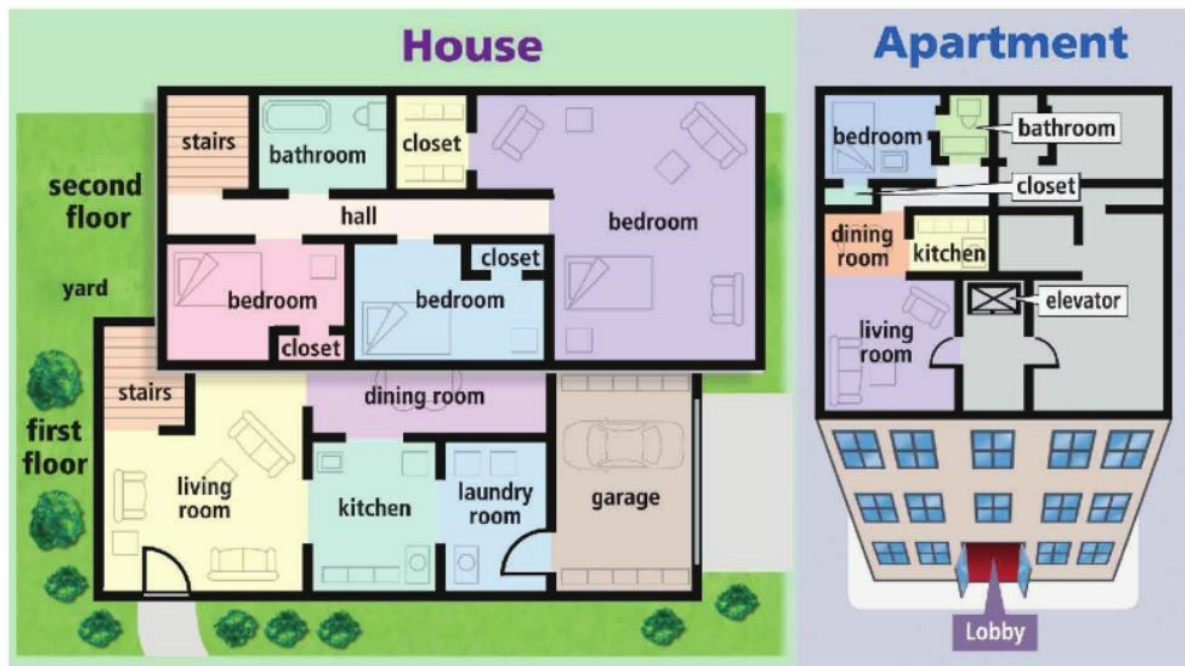 House
Apartment
second
floor
stairs
bathroom
closet
hall
bedroom
bedroom
closet
bedroom
closet
yard
first
floor
stairs
dining room
living
room
kitchen
laundry
room
garage
bedroom
bathroom
closet
dining
room
kitchen
elevator
living
room
Lobby